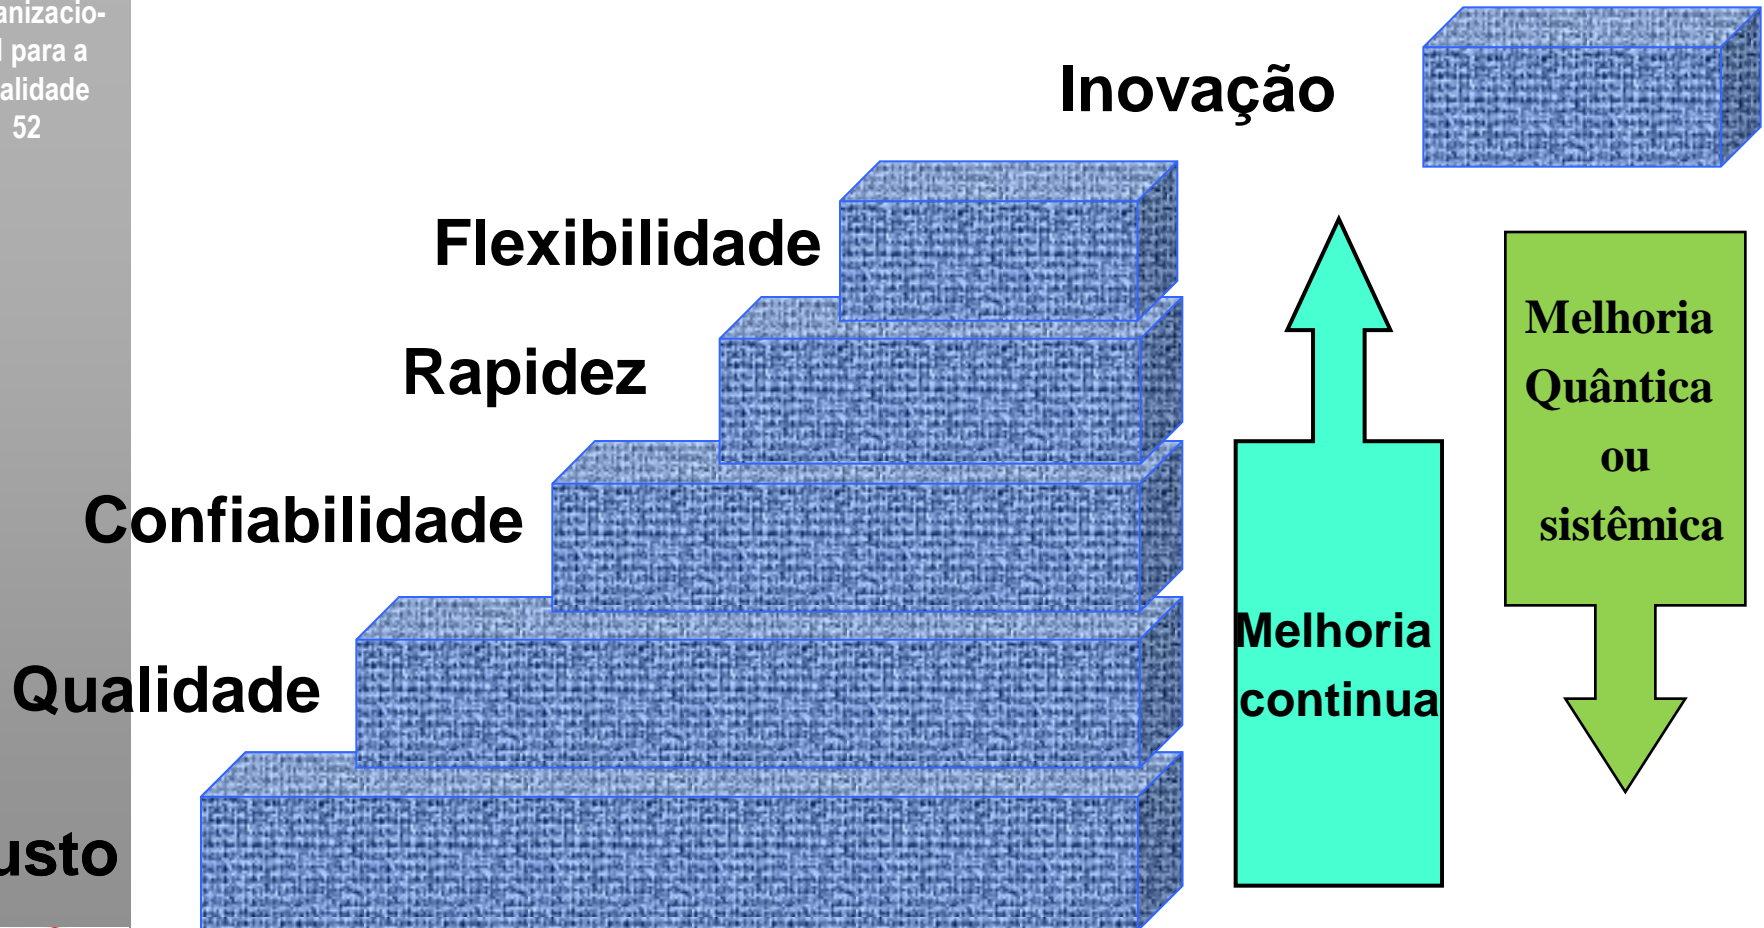 anizacio-
para a
alidade
52
Inovação
Flexibilidade
Rapidez
Confiabilidade
Qualidade
usto
Melhoria
continua
Melhoria
Quântica
ou
sistêmica